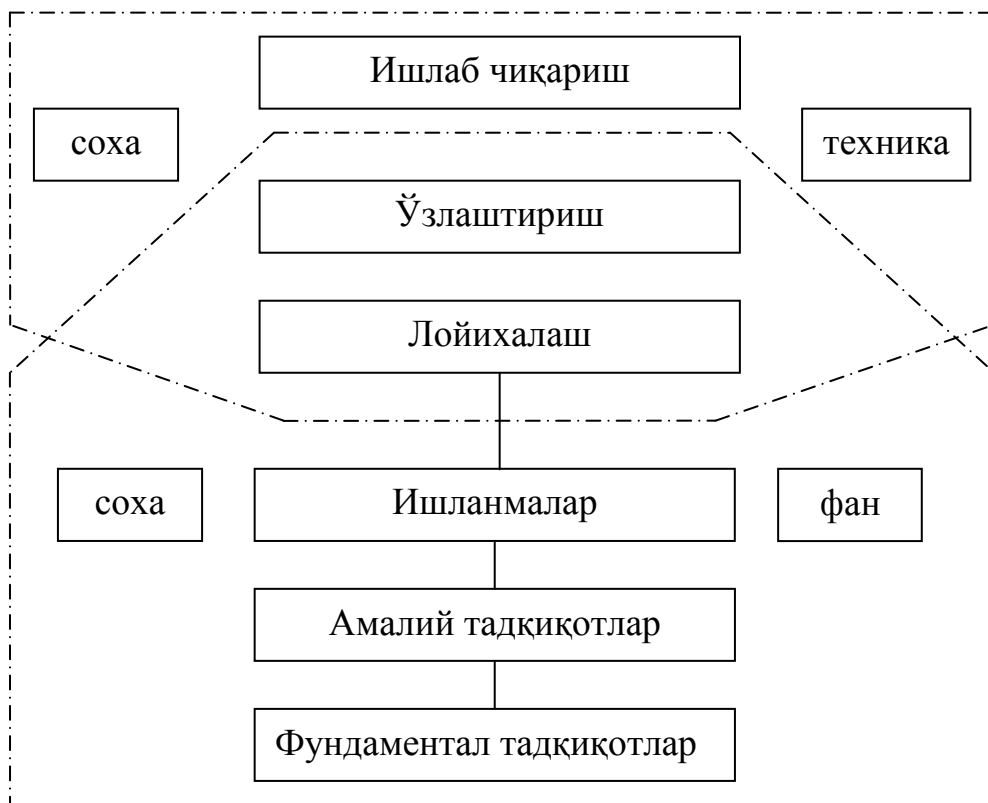 Ишлаб чиқариш
соха
техника
Ўзлаштириш
Лойихалаш
соха
Ишланмалар
фан
Амалий тадқиқотлар
Фундаментал тадқиқотлар